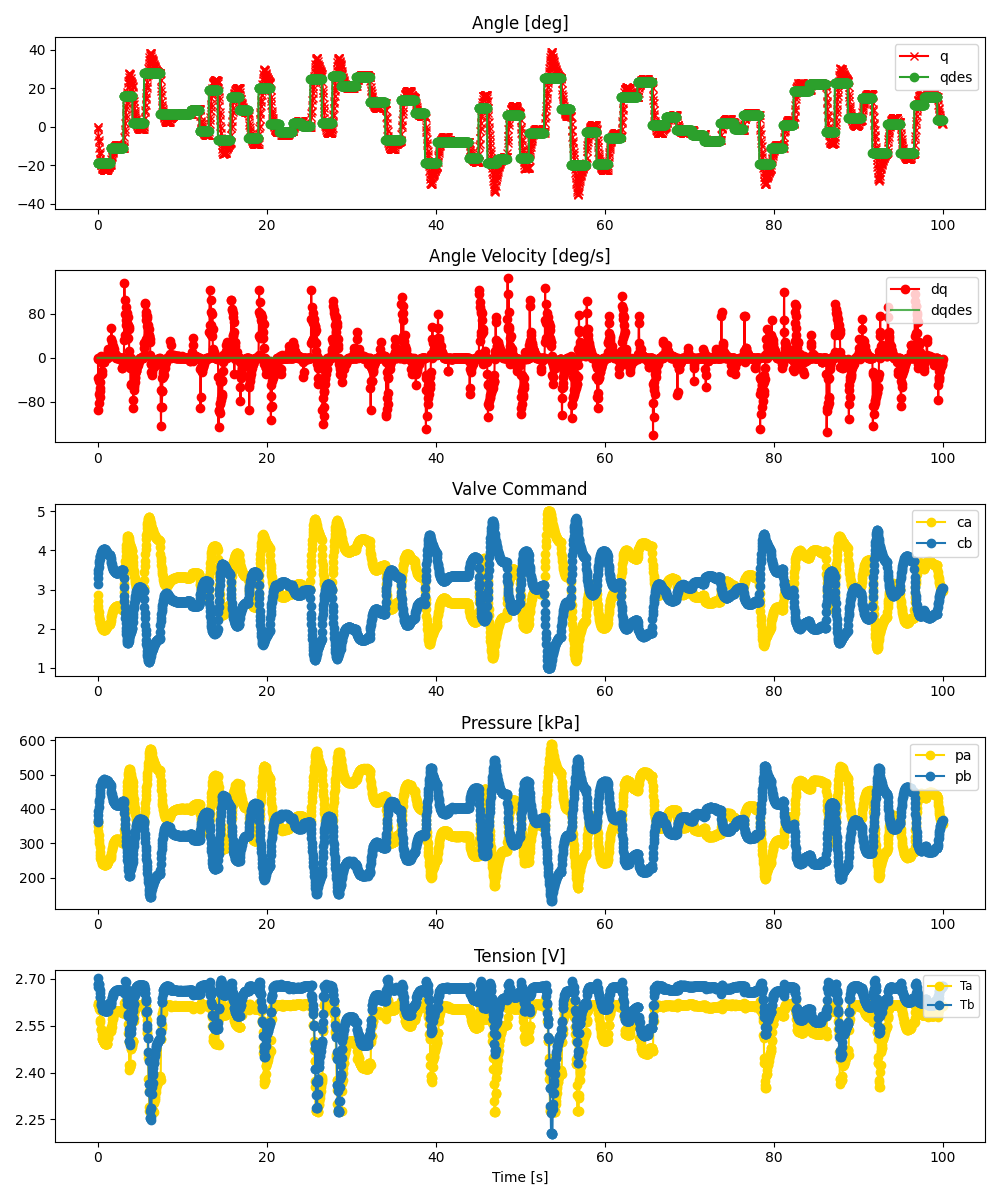 Angle [deg]
40
20
0
−20
−40
q
qdes
0 20 40 60 80 100
Angle Velocity [deg/s]
80
0
−80
dq
dqdes
0 20 40 60 80 100
Valve Command
5
4
3
2
1
ca
cb
0 20 40 60 80 100
Pressure [kPa]
600
500
400
300
200
pa
pb
0 20 40 60 80 100
Tension [V]
2.70
2.55
2.40
2.25
Ta
Tb
0 20 40 60 80 100
Time [s]